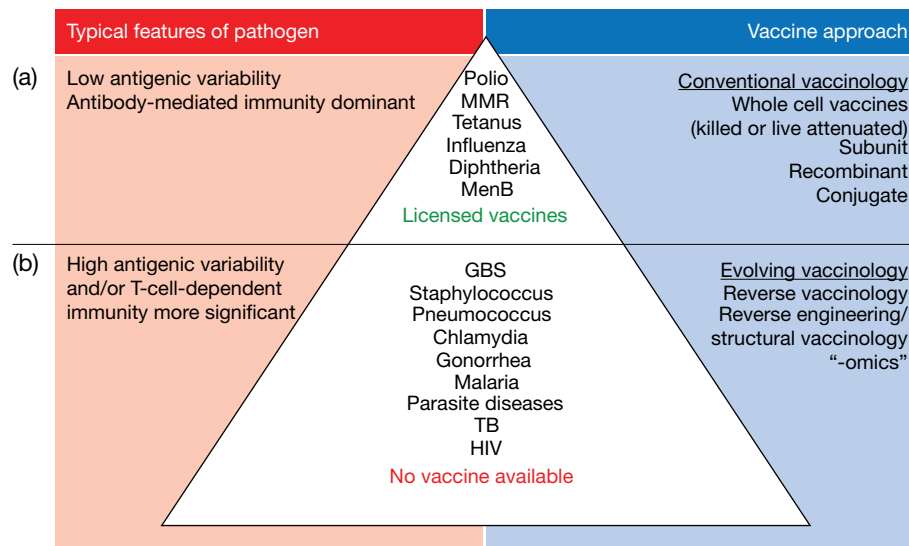 Typical features of pathogen
Vaccine approach
(a)
Low antigenic variability
Antibody-mediated immunity dominant
Polio
MMR
Tetanus
Influenza
Diphtheria
MenB
Licensed vaccines
Conventional vaccinology
Whole cell vaccines
(killed or live attenuated)
Subunit
Recombinant
Conjugate
(b)
High antigenic variability
and/or T-cell-dependent
immunity more significant
GBS
Staphylococcus
Pneumococcus
Chlamydia
Gonorrhea
Malaria
Parasite diseases
TB
HIV
No vaccine available
Evolving vaccinology
Reverse vaccinology
Reverse engineering/
structural vaccinology
“-omics”